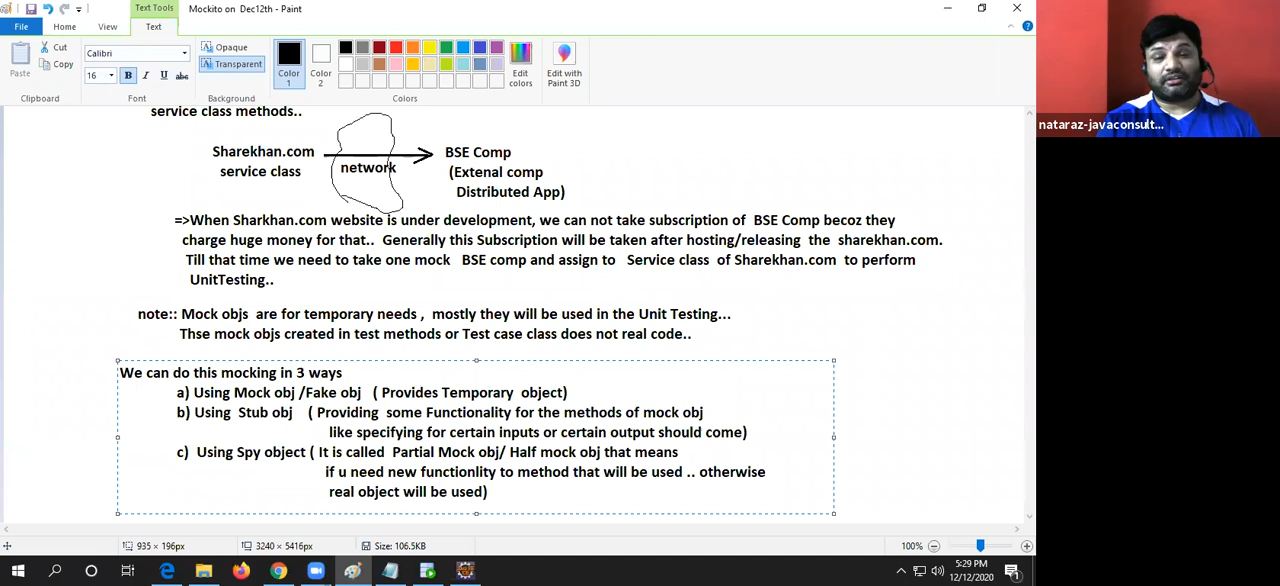 Mockito on Dec12th - Paint
Text Tools
File
Home
View
Text
Cut
Copy
Paste
Clipboard
Calibri
16
B
I
U
abc
Font
Opaque
Transparent
Background
Color 1
Color 2
Edit colors
Edit with Paint 3D
Colors
service class methods..
Sharekhan.com
service class
network
BSE Comp
(Extenal comp
Distributed App)
=>When Sharkhan.com website is under development, we can not take subscription of BSE Comp becoz they
charge huge money for that.. Generally this Subscription will be taken after hosting/releasing the sharekhan.com.
Till that time we need to take one mock BSE comp and assign to Service class of Sharekhan.com to perform
UnitTesting..
note:: Mock objs are for temporary needs , mostly they will be used in the Unit Testing...
Thse mock objs created in test methods or Test case class does not real code..
We can do this mocking in 3 ways
a) Using Mock obj /Fake obj ( Provides Temporary object)
b) Using Stub obj ( Providing some Functionality for the methods of mock obj
like specifying for certain inputs or certain output should come)
c) Using Spy object ( It is called Partial Mock obj/ Half mock obj that means
if u need new functionlity to method that will be used .. otherwise
real object will be used)
nataraz-javaconsult...
935 × 196px
3240 × 5416px
Size: 106.5KB
100%
5:29 PM
12/12/2020
1